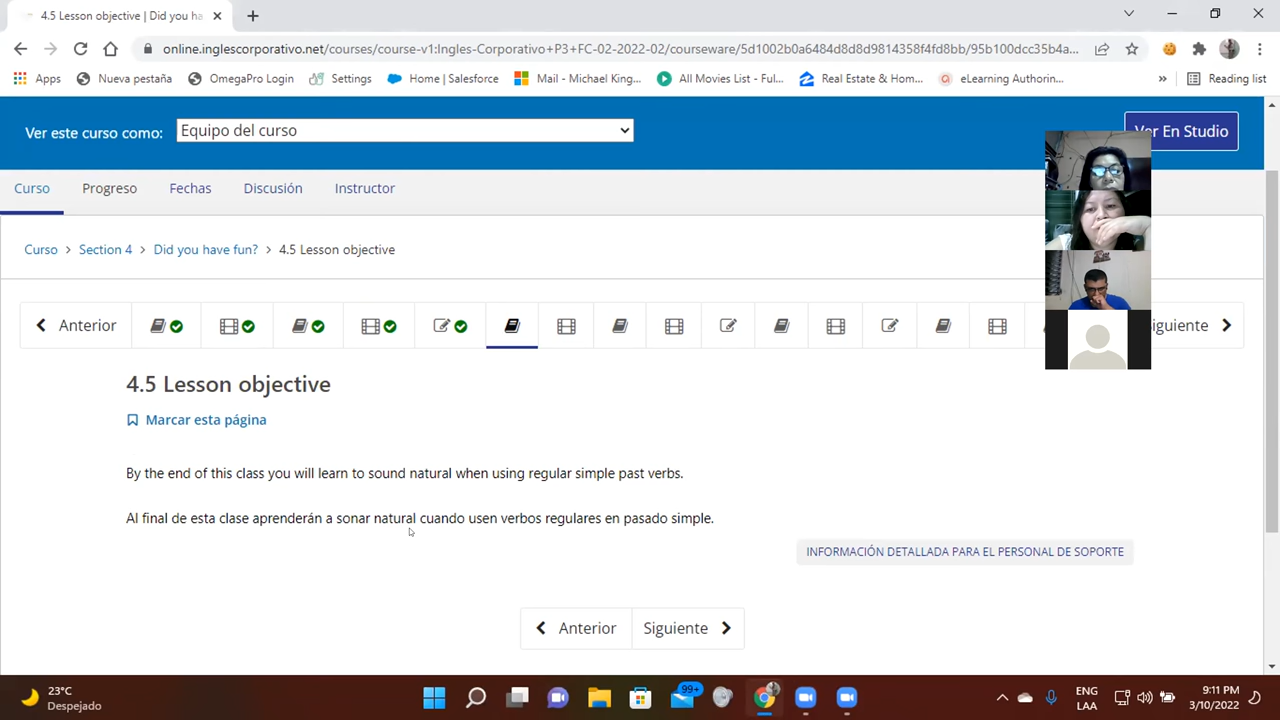 4.5 Lesson objective | Did you ha
online.inglescorporativo.net/courses/course-v1:Ingles-Corporativo+P3+FC-02-2022-02/courseware/5d1002b0a6484d8d8d9814358f4fd8bb/95b100dcc35b4a...
Apps Nueva pestaña OmegaPro Login Settings Home | Salesforce Mail - Michael King... All Movies List - Ful... Real Estate & Hom... eLearning Authorin... » Reading list
Ver este curso como: Equipo del curso Ver En Studio
Curso Progreso Fechas Discusión Instructor
Curso > Section 4 > Did you have fun? > 4.5 Lesson objective
Anterior Siguiente
4.5 Lesson objective
Marcar esta página
By the end of this class you will learn to sound natural when using regular simple past verbs.
Al final de esta clase aprenderán a sonar natural cuando usen verbos regulares en pasado simple.
INFORMACIÓN DETALLADA PARA EL PERSONAL DE SOPORTE
Anterior Siguiente
23°C
Despejado
99+
ENG
LAA
9:11 PM
3/10/2022